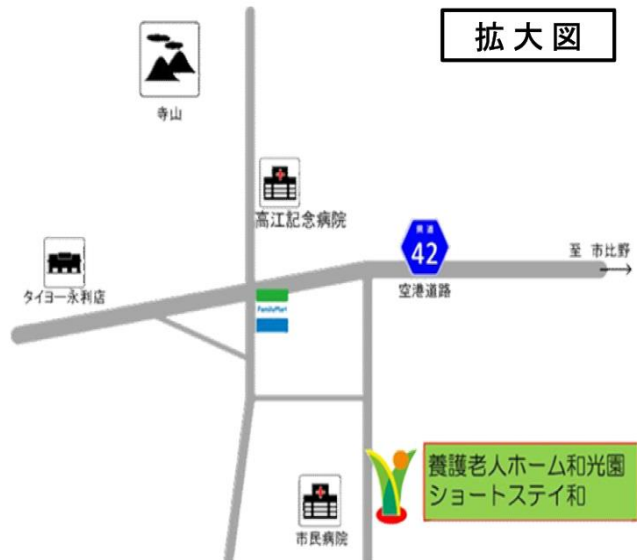 拡大図
寺山
高江記念病院
県道
42
至 市比野
タイヨー永利店
空港道路
FamilyMart
養護老人ホーム和光園
ショートステイ和
市民病院